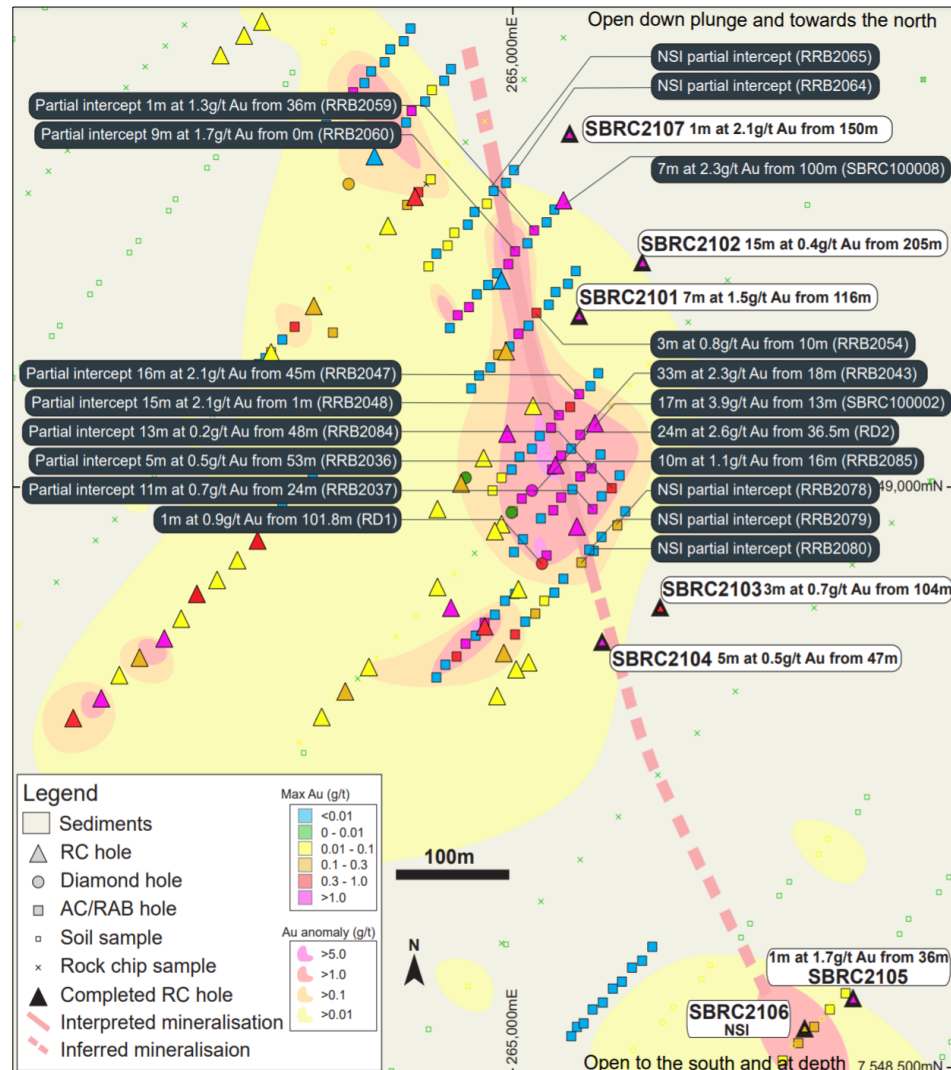 Open down plunge and towards the north
265,000mE
NSI partial intercept (RRB2065)
NSI partial intercept (RRB2064)
Partial intercept 1m at 1.3g/t Au from 36m (RRB2059)
Partial intercept 9m at 1.7g/t Au from 0m (RRB2060)
SBRC2107 1m at 2.1g/t Au from 150m
7m at 2.3g/t Au from 100m (SBRC100008)
SBRC2102 15m at 0.4g/t Au from 205m
SBRC2101 7m at 1.5g/t Au from 116m
3m at 0.8g/t Au from 10m (RRB2054)
Partial intercept 16m at 2.1g/t Au from 45m (RRB2047)
33m at 2.3g/t Au from 18m (RRB2043)
Partial intercept 15m at 2.1g/t Au from 1m (RRB2048)
17m at 3.9g/t Au from 13m (SBRC100002)
Partial intercept 13m at 0.2g/t Au from 48m (RRB2084)
24m at 2.6g/t Au from 36.5m (RD2)
Partial intercept 5m at 0.5g/t Au from 53m (RRB2036)
10m at 1.1g/t Au from 16m (RRB2085)
Partial intercept 11m at 0.7g/t Au from 24m (RRB2037)
NSI partial intercept (RRB2078)
49,000mN
1m at 0.9g/t Au from 101.8m (RD1)
NSI partial intercept (RRB2079)
NSI partial intercept (RRB2080)
SBRC2103 3m at 0.7g/t Au from 104m
SBRC2104 5m at 0.5g/t Au from 47m
Legend
Sediments
RC hole
Diamond hole
AC/RAB hole
Soil sample
Rock chip sample
Completed RC hole
Interpreted mineralisation
Inferred mineralisaion
Max Au (g/t)
<0.01
0 - 0.01
0.01 - 0.1
0.1 - 0.3
0.3 - 1.0
>1.0
Au anomaly (g/t)
>5.0
>1.0
>0.1
>0.01
100m
N
265,000mE
1m at 1.7g/t Au from 36m
SBRC2105
SBRC2106
NSI
Open to the south and at depth
7,548,500mN